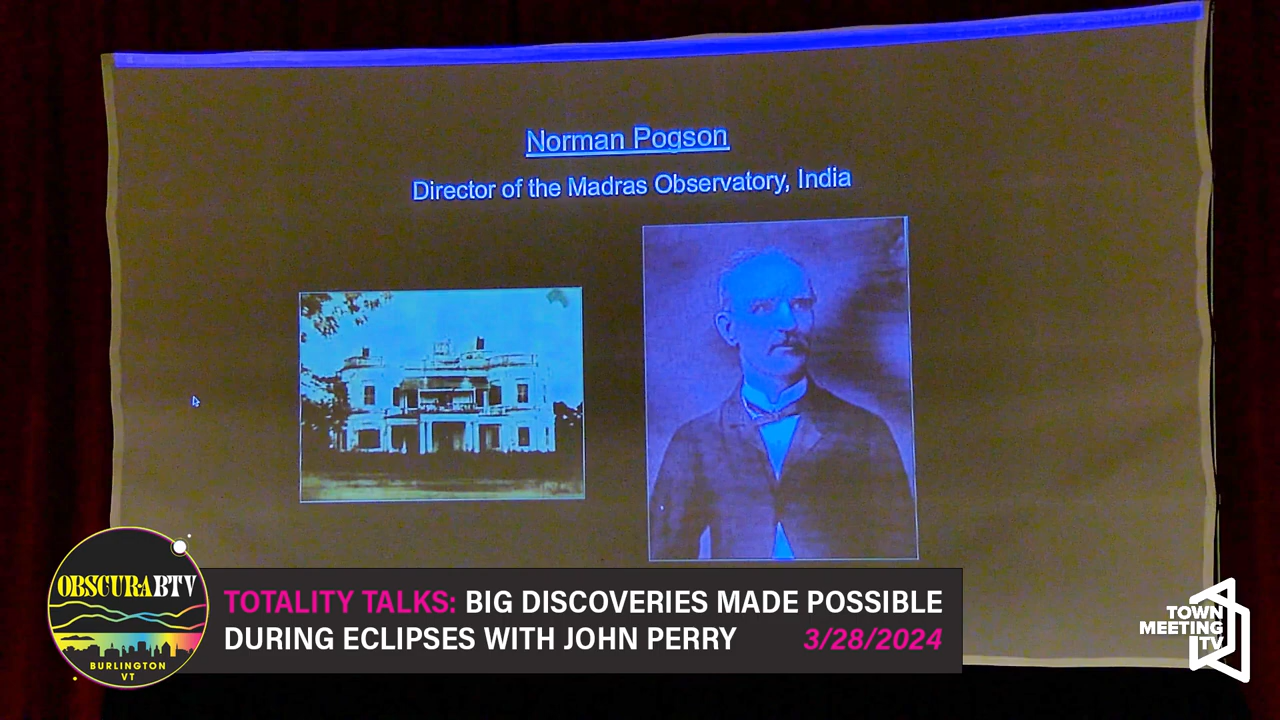 Norman Pogson
Director of the Madras Observatory, India
OBSCURABTV
BURLINGTON
VT
TOTALITY TALKS: BIG DISCOVERIES MADE POSSIBLE
DURING ECLIPSES WITH JOHN PERRY 3/28/2024
TOWN
MEETING
TV